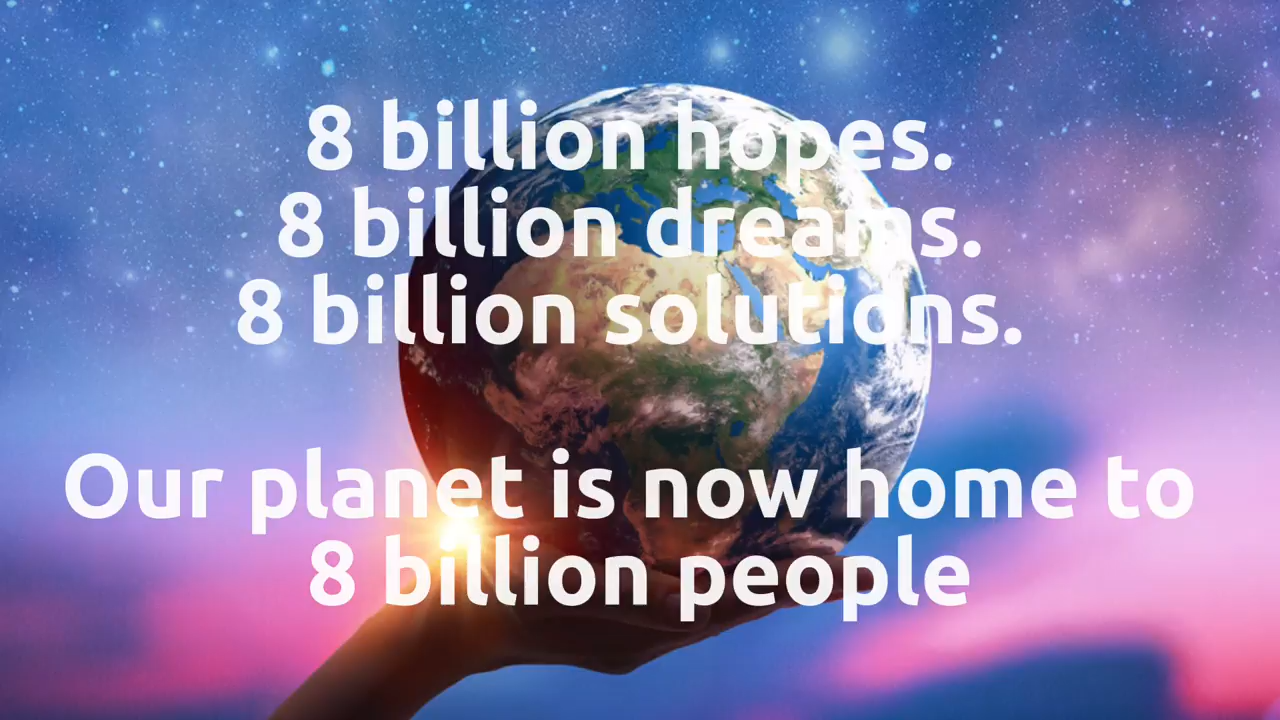 8 billion hopes.
8 billion dreams.
8 billion solutions.
Our planet is now home to
8 billion people